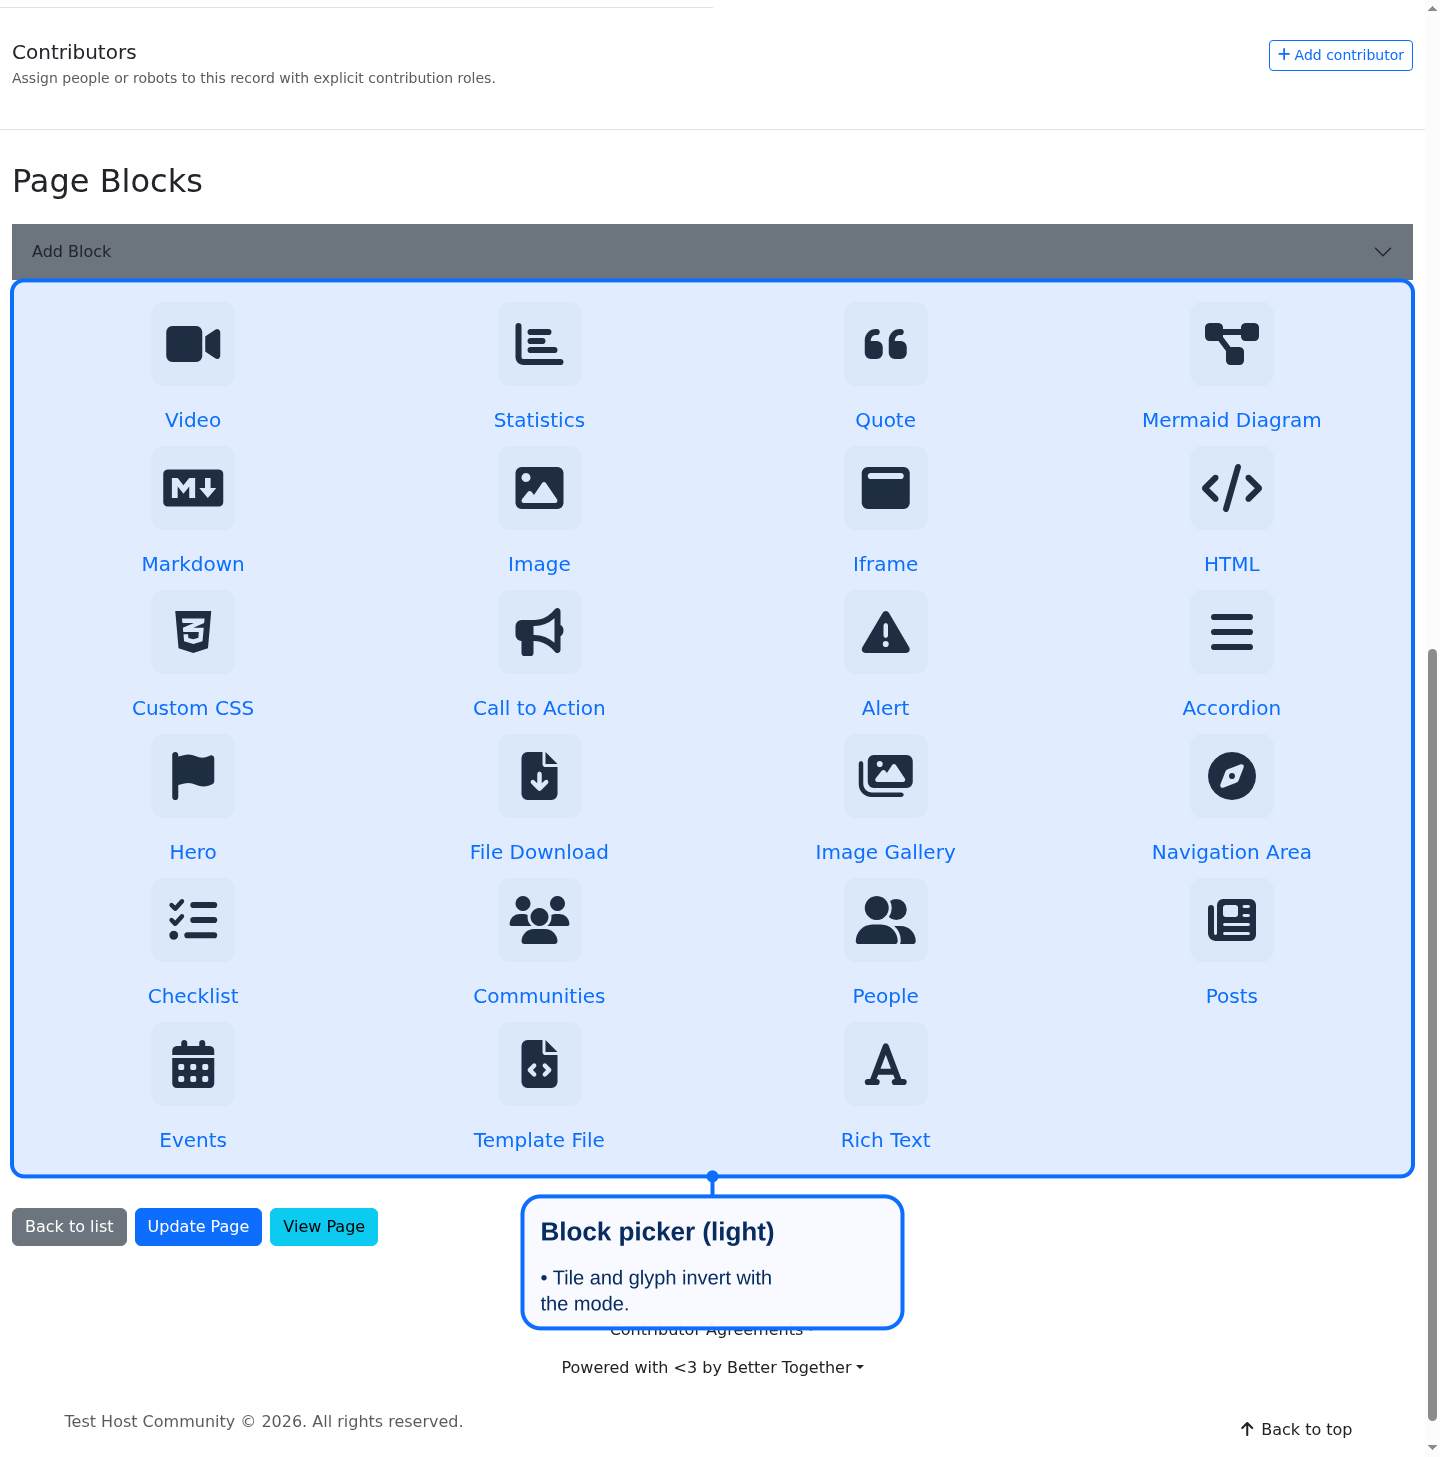 Contributors
Assign people or robots to this record with explicit contribution roles.
Add contributor
Page Blocks
Add Block
Video
Statistics
Quote
Mermaid Diagram
Markdown
Image
Iframe
HTML
Custom CSS
Call to Action
Alert
Accordion
Hero
File Download
Image Gallery
Navigation Area
Checklist
Communities
People
Posts
Events
Template File
Rich Text
Back to list
Update Page
View Page
Block picker (light)
• Tile and glyph invert with
the mode.
Contributor Agreements
Powered with <3 by Better Together
Test Host Community © 2026. All rights reserved.
Back to top